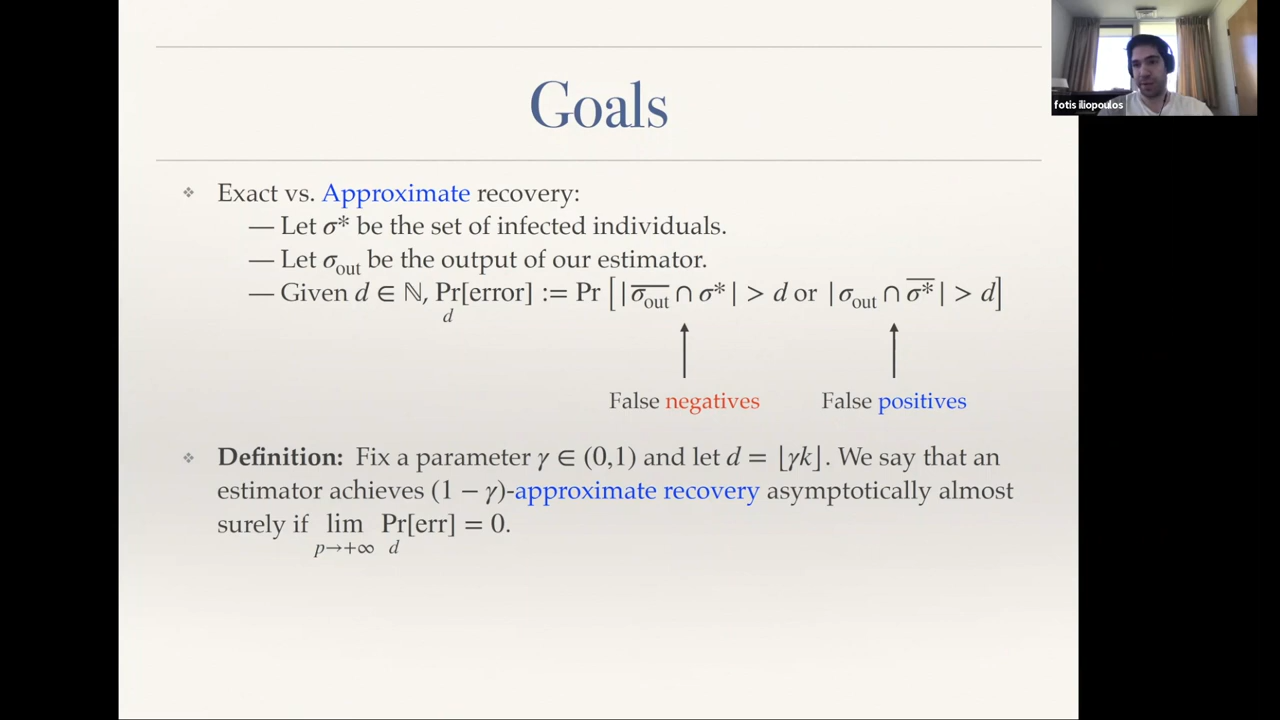 Goals
fotis iliopoulos
❖ Exact vs. Approximate recovery:
— Let σ* be the set of infected individuals.
— Let σ_out be the output of our estimator.
— Given d ∈ ℕ, Pr_d[error] := Pr [|\overline{σ_out} ∩ σ*| > d or |σ_out ∩ \overline{σ*}| > d]
False negatives False positives
❖ Definition: Fix a parameter γ ∈ (0,1) and let d = ⌊γk⌋. We say that an
estimator achieves (1 − γ)-approximate recovery asymptotically almost
surely if lim_{p→+∞} Pr_d[err] = 0.